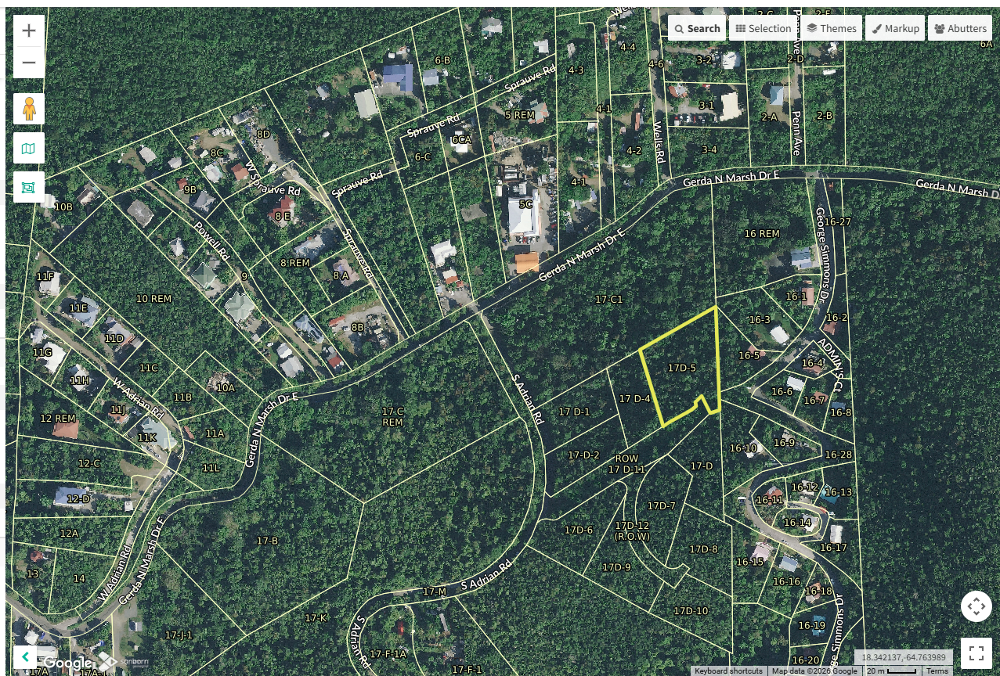 Search
Selection
Themes
Markup
Abutters
2-F
6A
4-4
3-2
2-D
6-B
4-3
4-6
Sprauve Rd
3-1
4-1
5 REM
2-A
2-B
Penn Ave
Sprauve Rd
6CA
8D
Wells Rd
4-2
3-4
8C
6-C
W Sprauve Rd
Sprauve Rd
4-1
Gerda N Marsh Dr E
Gerda N Marsh D
9B
10B
5C
8 E
George Simmons Dr
16-27
Powell Rd
Sprauve Rd
16 REM
Gerda N Marsh Dr E
8 REM
11F
9
8 A
10 REM
17-C1
16-1
11E
16-3
16-2
8B
11D
11G
16-5
ADMINS Ct
16-4
11C
17D-5
11H
W Adrian Rd
10A
S Adrian Rd
16-6
11B
Gerda N Marsh Dr E
17 D-4
16-7
11J
17 C
REM
17 D-1
16-8
12 REM
11K
11A
16-9
16-10
17-D-2
16-28
ROW
17 D-11
12-C
11L
17-D
16-12
16-13
12-D
16-11
17D-7
16-14
17D-6
17D-12
(R.O.W)
12A
17-B
16-17
17D-8
W Adrian Rd
Gerda N Marsh Dr E
16-15
13
14
S Adrian Rd
17D-9
16-16
17-M
16-18
17D-10
17-K
16-19
17-J-1
S Adrian Rd
17-F-1A
18.342137,-64.763989
16-20
Google
sanborn
17-F-1
Keyboard shortcuts
Map data ©2026 Google
20 m
Terms